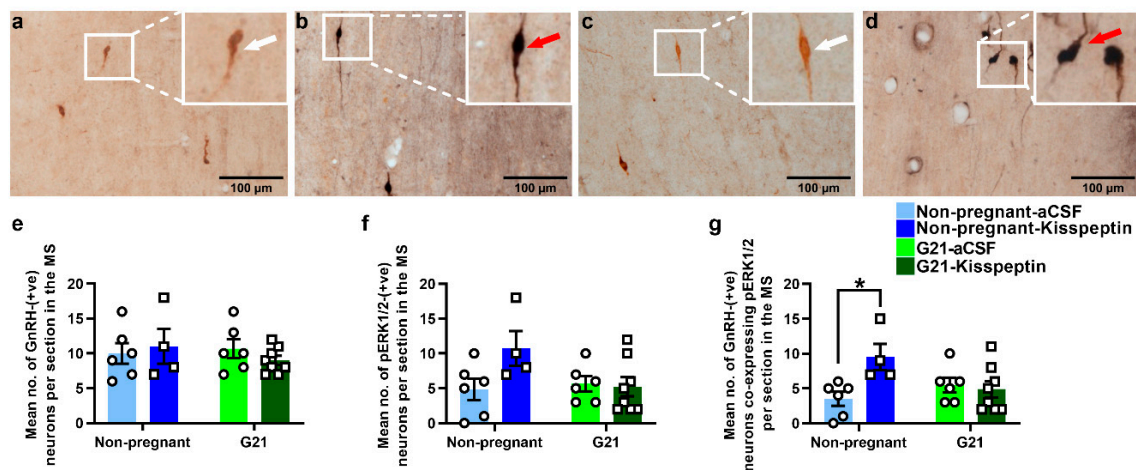 a
b
c
d
100 µm
100 µm
100 µm
100 µm
Non-pregnant-aCSF
Non-pregnant-Kisspeptin
G21-aCSF
G21-Kisspeptin
e
Mean no. of GnRH-(+ve)
neurons per section in the MS
20
15
10
5
0
Non-pregnant
G21
f
Mean no. of pERK1/2-(+ve)
neurons per section in the MS
20
15
10
5
0
Non-pregnant
G21
g
Mean no. of GnRH-(+ve)
neurons co-expressing pERK1/2
per section in the MS
20
15
10
5
0
*
Non-pregnant
G21